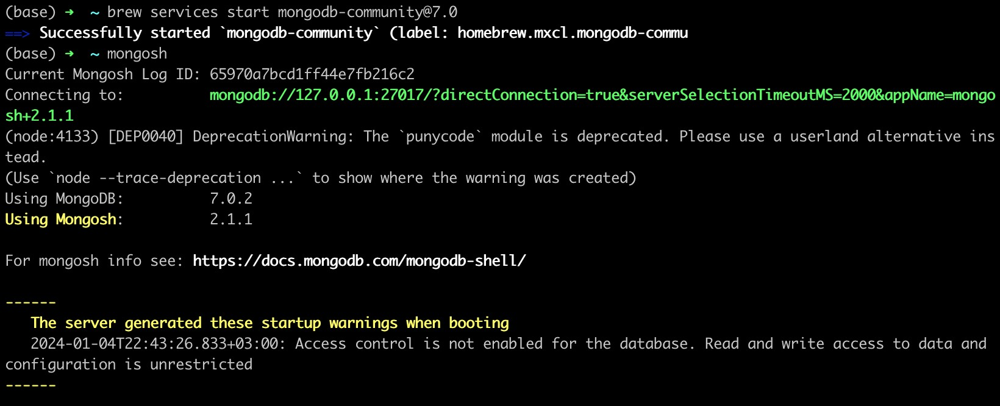 (base) ➜  ~ brew services start mongodb-community@7.0
==> Successfully started `mongodb-community` (label: homebrew.mxcl.mongodb-commu
(base) ➜  ~ mongosh
Current Mongosh Log ID: 65970a7bcd1ff44e7fb216c2
Connecting to:          mongodb://127.0.0.1:27017/?directConnection=true&serverSelectionTimeoutMS=2000&appName=mongo
sh+2.1.1
(node:4133) [DEP0040] DeprecationWarning: The `punycode` module is deprecated. Please use a userland alternative ins
tead.
(Use `node --trace-deprecation ...` to show where the warning was created)
Using MongoDB:          7.0.2
Using Mongosh:          2.1.1
For mongosh info see: https://docs.mongodb.com/mongodb-shell/
------
   The server generated these startup warnings when booting
   2024-01-04T22:43:26.833+03:00: Access control is not enabled for the database. Read and write access to data and
configuration is unrestricted
------